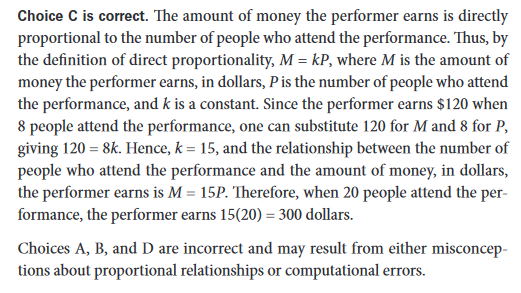 Choice C is correct. The amount of money the performer earns is directly
proportional to the number of people who attend the performance. Thus, by
the definition of direct proportionality, M = kP, where M is the amount of
money the performer earns, in dollars, P is the number of people who attend
the performance, and k is a constant. Since the performer earns $120 when
8 people attend the performance, one can substitute 120 for M and 8 for P,
giving 120 = 8k. Hence, k = 15, and the relationship between the number of
people who attend the performance and the amount of money, in dollars,
the performer earns is M = 15P. Therefore, when 20 people attend the per-
formance, the performer earns 15(20) = 300 dollars.
Choices A, B, and D are incorrect and may result from either misconcep-
tions about proportional relationships or computational errors.